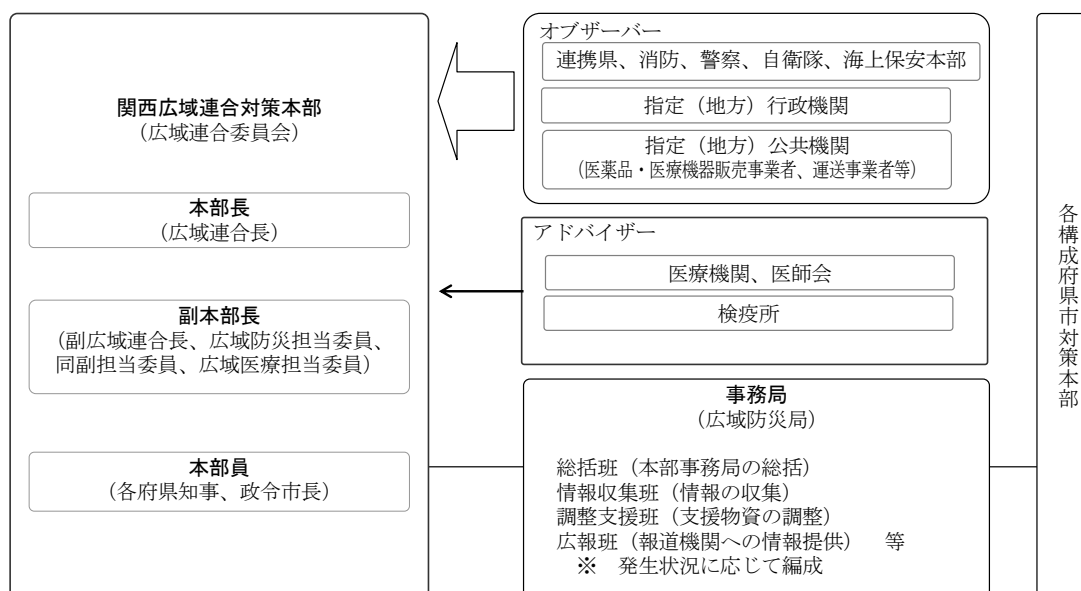 関西広域連合対策本部
（広域連合委員会）
本部長
（広域連合長）
副本部長
（副広域連合長、広域防災担当委員、
同副担当委員、広域医療担当委員）
本部員
（各府県知事、政令市長）
オブザーバー
連携県、消防、警察、自衛隊、海上保安本部
指定（地方）行政機関
指定（地方）公共機関
（医薬品・医療機器販売事業者、運送事業者等）
アドバイザー
医療機関、医師会
検疫所
事務局
（広域防災局）
総括班（本部事務局の総括）
情報収集班（情報の収集）
調整支援班（支援物資の調整）
広報班（報道機関への情報提供）　等
※　発生状況に応じて編成
各構成府県市対策本部